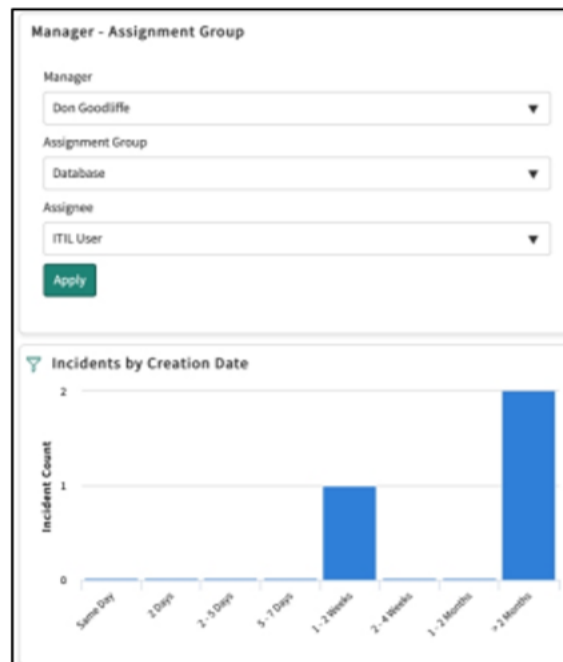 Manager - Assignment Group
Manager
Don Goodliffe
Assignment Group
Database
Assignee
ITIL User
Apply
Incidents by Creation Date
2
1
0
Incident Count
Same Day
2 Days
2 - 5 Days
5 - 7 Days
1 - 2 Weeks
2 - 4 Weeks
1 - 2 Months
> 2 Months